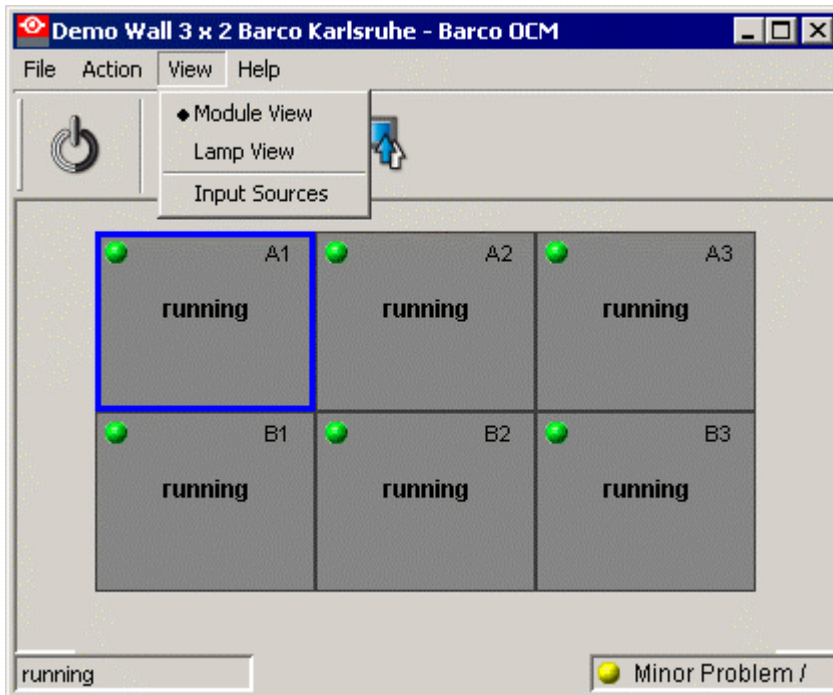 Demo Wall 3 x 2 Barco Karlsruhe - Barco OCM
File Action View Help
Module View
Lamp View
Input Sources
A1 A2 A3
running running running
B1 B2 B3
running running running
running Minor Problem /